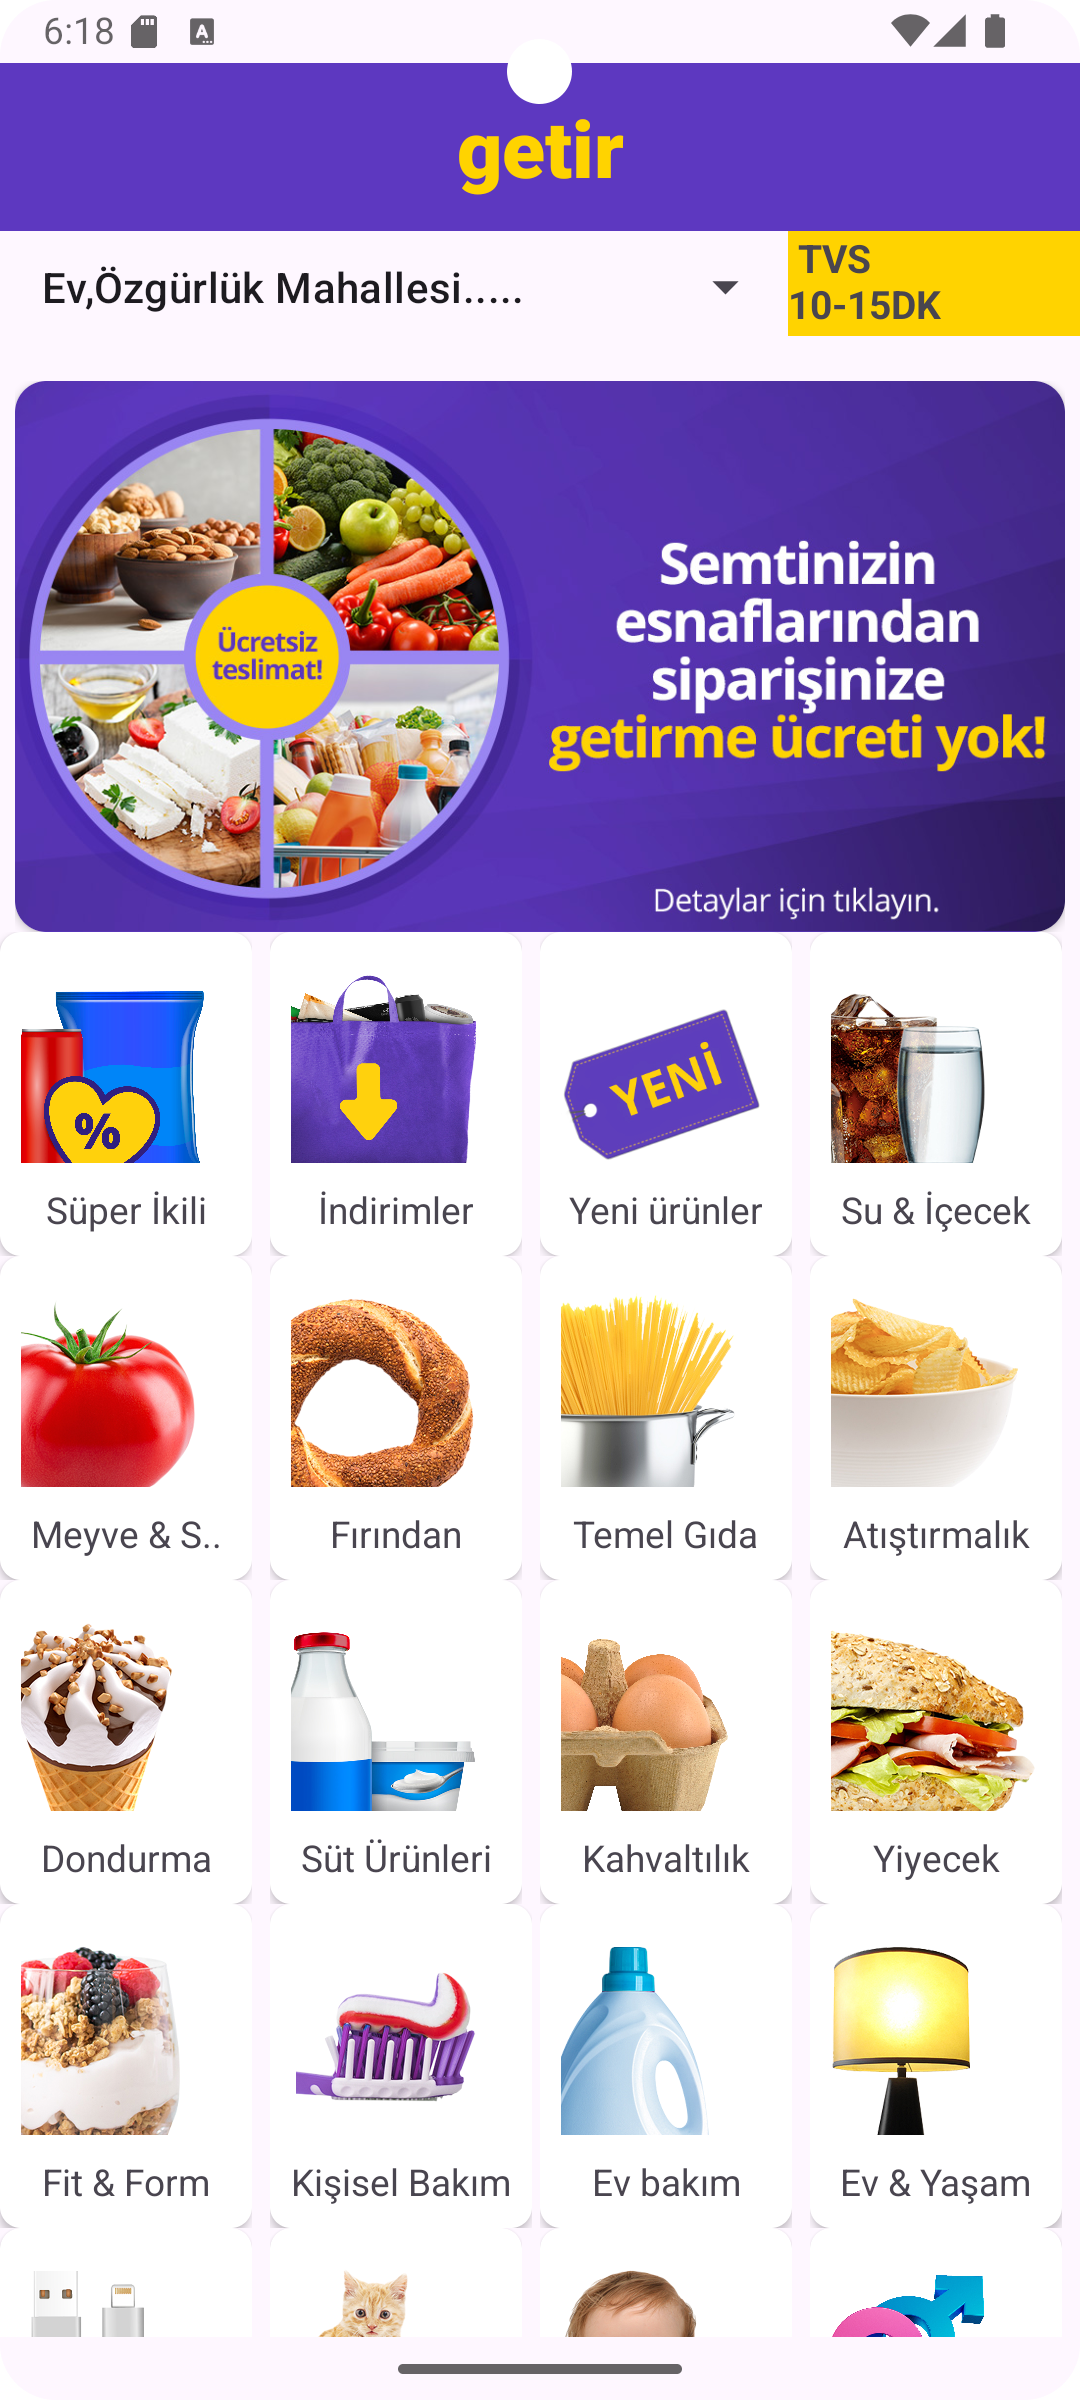 6:18
getir
Ev,Özgürlük Mahallesi.....
TVS
10-15DK
Ücretsiz
teslimat!
Semtinizin
esnaflarından
siparişinize
getirme ücreti yok!
Detaylar için tıklayın.
%
YENİ
Süper İkili
İndirimler
Yeni ürünler
Su & İçecek
Meyve & S..
Fırından
Temel Gıda
Atıştırmalık
Dondurma
Süt Ürünleri
Kahvaltılık
Yiyecek
Fit & Form
Kişisel Bakım
Ev bakım
Ev & Yaşam